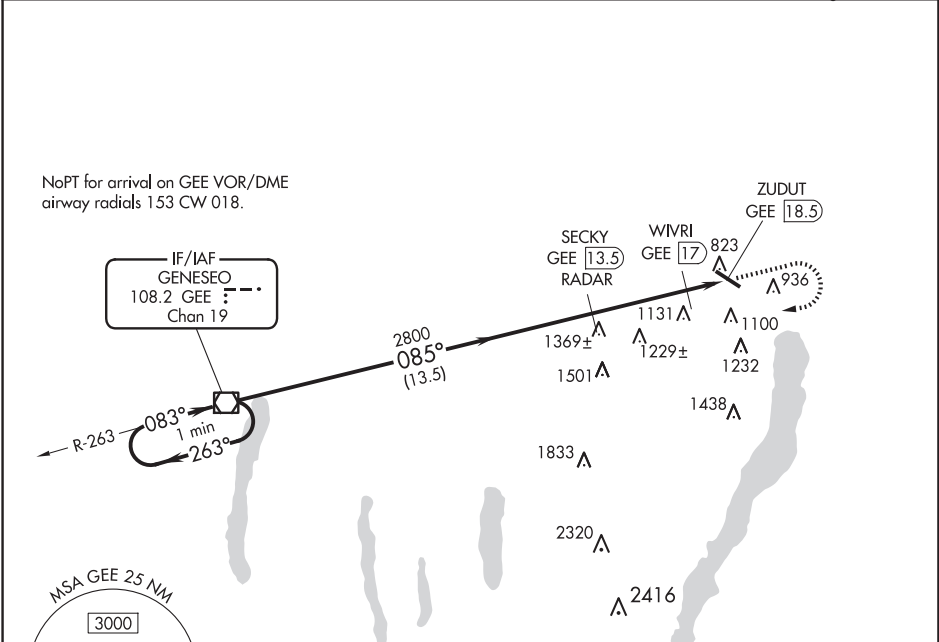 NoPT for arrival on GEE VOR/DME
airway radials 153 CW 018.
IF/IAF
GENESEO
108.2 GEE
Chan 19
R-263
083°
1 min
263°
2800
085°
(13.5)
SECKY
GEE 13.5
RADAR
WIVRI
GEE 17
ZUDUT
GEE 18.5
823
936
1131
1100
1369±
1229±
1232
1501
1438
1833
2320
2416
MSA GEE 25 NM
3000